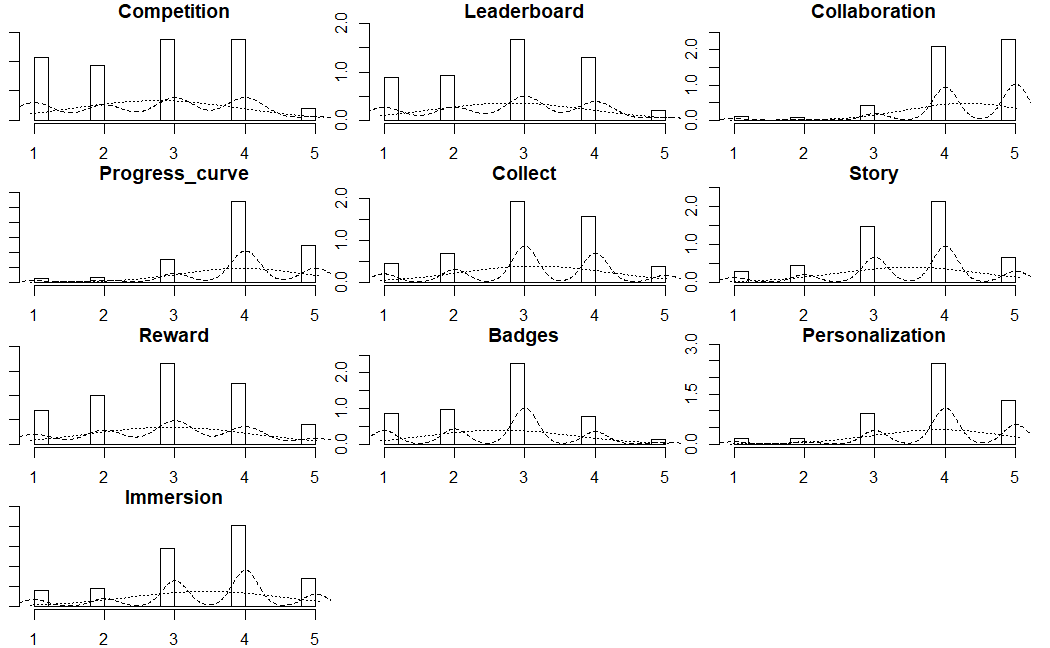 Competition Leaderboard Collaboration
0.0 1.0 2.0 0.0 1.0 2.0
1 2 3 4 5 1 2 3 4 5 1 2 3 4 5
Progress_curve Collect Story
0.0 1.0 2.0 0.0 1.0 2.0
1 2 3 4 5 1 2 3 4 5 1 2 3 4 5
Reward Badges Personalization
0.0 1.0 2.0 0.0 1.5 3.0
1 2 3 4 5 1 2 3 4 5 1 2 3 4 5
Immersion
1 2 3 4 5